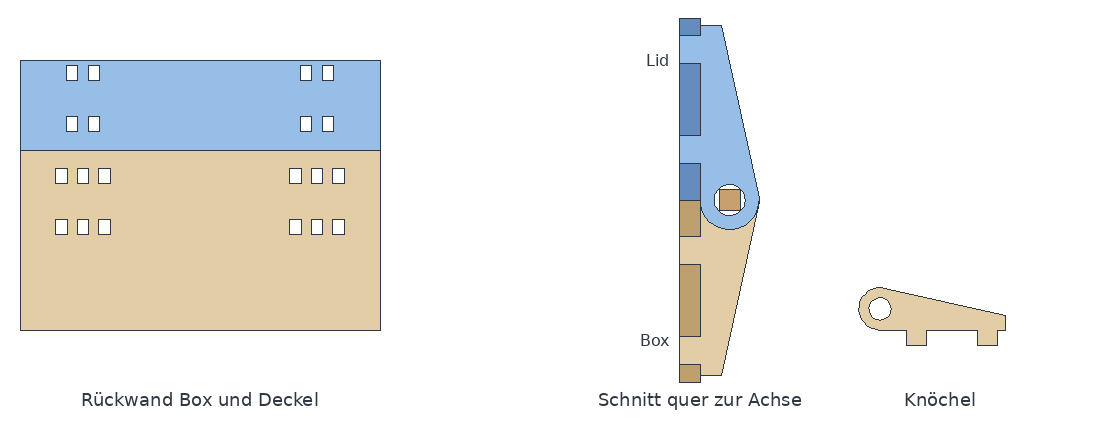 Lid
Box
Rückwand Box und Deckel
Schnitt quer zur Achse
Knöchel